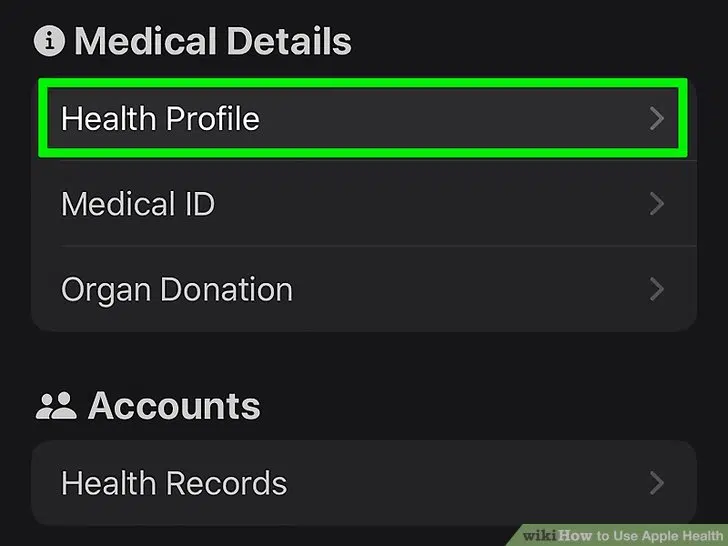 Medical Details
Health Profile
Medical ID
Organ Donation
Accounts
Health Records
wikiHow to Use Apple Health